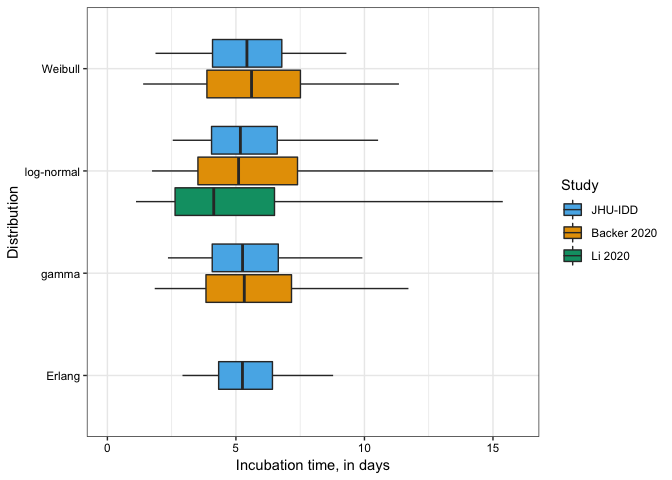 Distribution
Weibull
log-normal
gamma
Erlang
0
5
10
15
Incubation time, in days
Study
JHU-IDD
Backer 2020
Li 2020